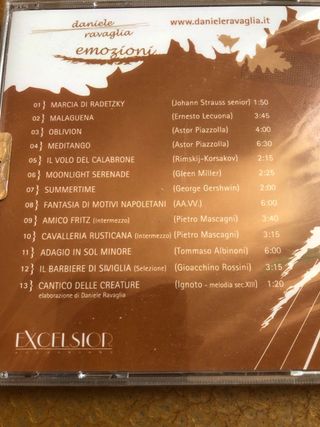 daniele
ravaglia
emozioni
www.danieleravaglia.it
01} MARCIA DI RADETZKY (Johann Strauss senior) 1:50
02} MALAGUENA (Ernesto Lecuona) 3:45
03} OBLIVION (Astor Piazzolla) 4:00
04} MEDITANGO (Astor Piazzolla) 6:30
05} IL VOLO DEL CALABRONE (Rimskij-Korsakov) 2:15
06} MOONLIGHT SERENADE (Gleen Miller) 2:25
07} SUMMERTIME (George Gershwin) 3:00
08} FANTASIA DI MOTIVI NAPOLETANI (AA.VV.) 6:00
09} AMICO FRITZ (Intermezzo) (Pietro Mascagni) 3:40
10} CAVALLERIA RUSTICANA (Intermezzo) (Pietro Mascagni) 3:15
11} ADAGIO IN SOL MINORE (Tommaso Albinoni) 6:00
12} IL BARBIERE DI SIVIGLIA (Selezione) (Gioacchino Rossini) 3:15
13} CANTICO DELLE CREATURE (Ignoto - melodia sec.XIII) 1:20
elaborazione di Daniele Ravaglia
EXCELSIOR